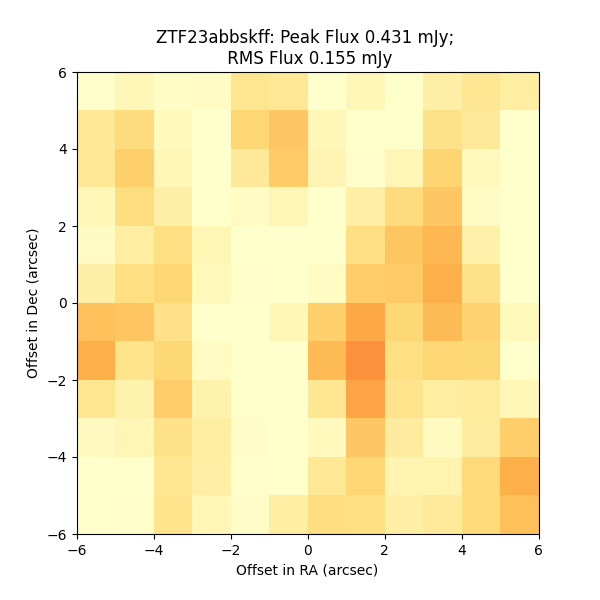 ZTF23abbskff: Peak Flux 0.431 mJy;
RMS Flux 0.155 mJy
6
4
2
0
−2
−4
−6
Offset in Dec (arcsec)
−6 −4 −2 0 2 4 6
Offset in RA (arcsec)